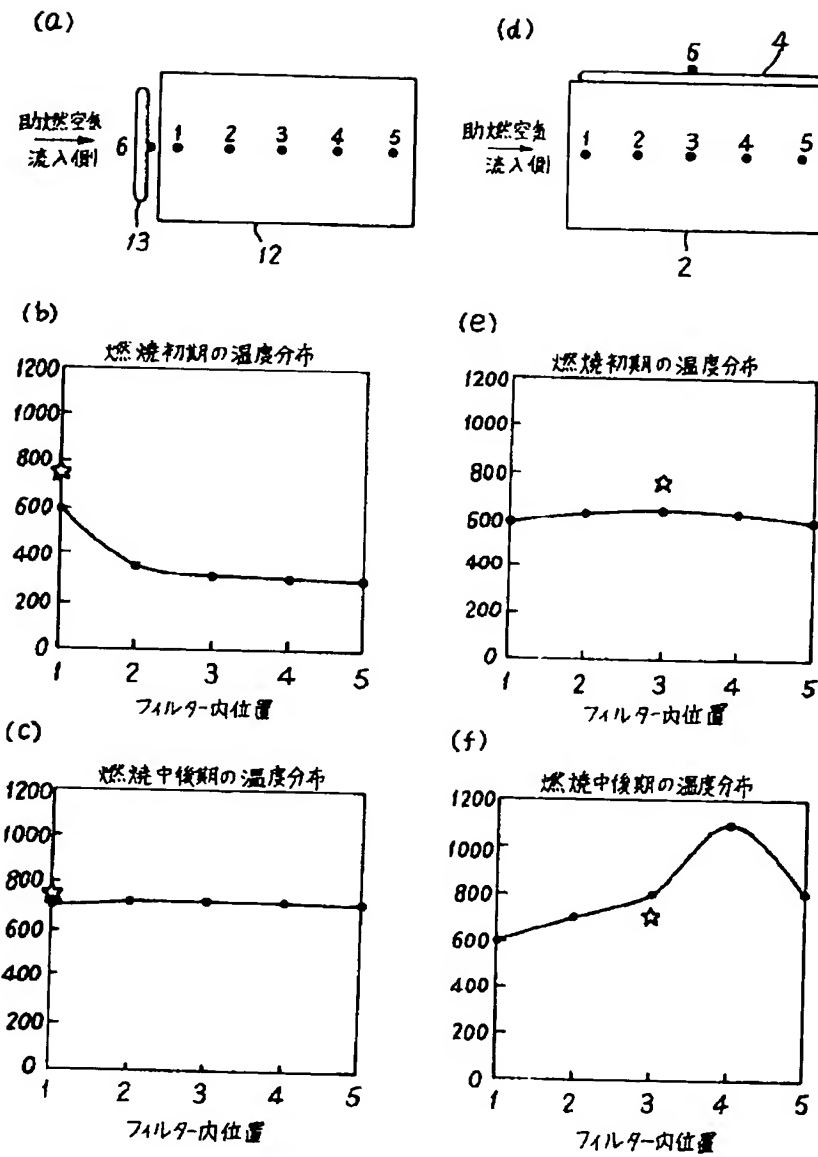 (a)
助燃空気
流入側
6 1 2 3 4 5
13
12
(d)
6
4
助燃空気
流入側
1 2 3 4 5
2
(b)
燃焼初期の温度分布
1200
1000
800
600
400
200
0
1 2 3 4 5
フィルター内位置
(e)
燃焼初期の温度分布
1200
1000
800
600
400
200
0
1 2 3 4 5
フィルター内位置
(c)
燃焼中後期の温度分布
1200
1000
800
600
400
200
0
1 2 3 4 5
フィルター内位置
(f)
燃焼中後期の温度分布
1200
1000
800
600
400
200
0
1 2 3 4 5
フィルター内位置